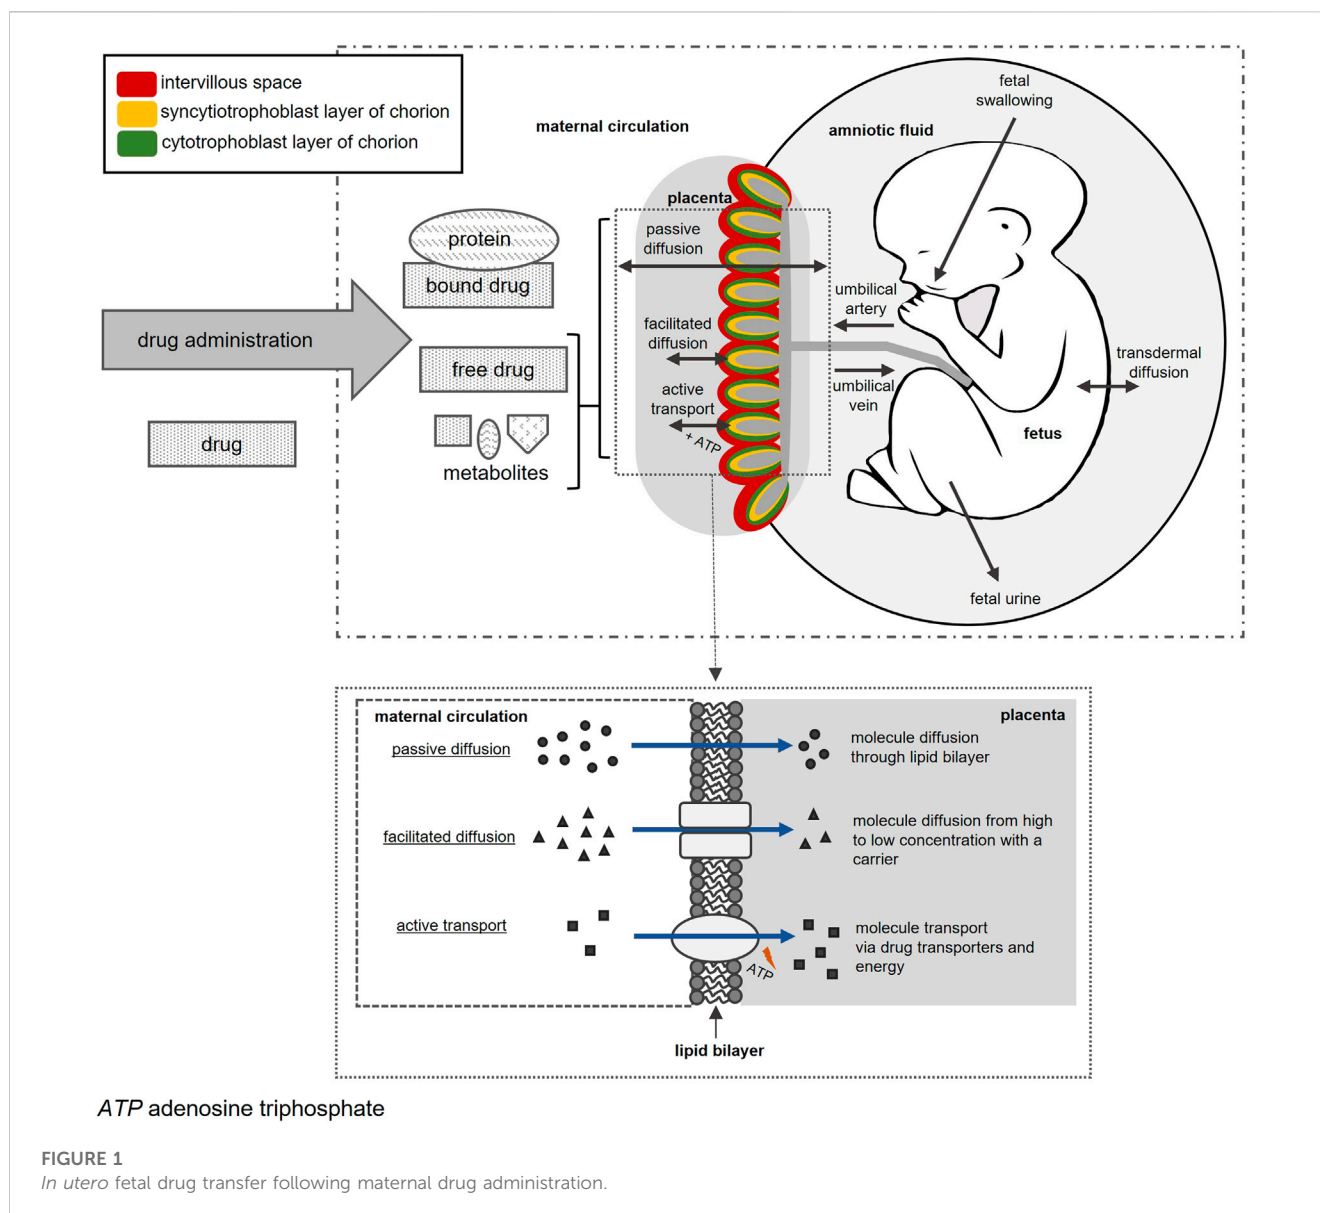 intervillous space
syncytiotrophoblast layer of chorion
cytotrophoblast layer of chorion
maternal circulation
amniotic fluid
fetal
swallowing
placenta
protein
bound drug
drug administration
free drug
drug
metabolites
passive
diffusion
facilitated
diffusion
active
transport
+ ATP
umbilical
artery
umbilical
vein
transdermal
diffusion
fetus
fetal urine
maternal circulation
placenta
passive diffusion
molecule diffusion
through lipid bilayer
facilitated diffusion
molecule diffusion from high
to low concentration with a
carrier
active transport
molecule transport
via drug transporters and
energy
ATP
lipid bilayer
ATP adenosine triphosphate
FIGURE 1
In utero fetal drug transfer following maternal drug administration.